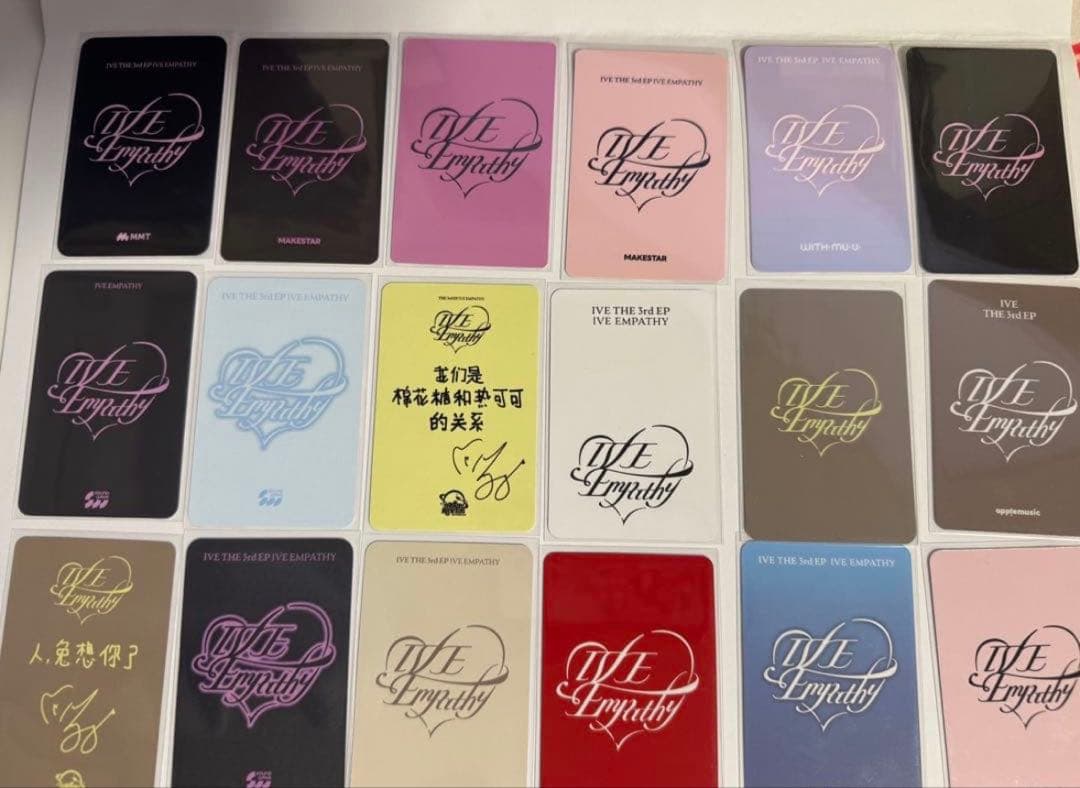 IVE THE 3rd EP IVE EMPATHY
IVE
Empathy
MMT
IVE THE 3rd EP IVE EMPATHY
IVE
Empathy
MAKESTAR
IVE
Empathy
IVE THE 3rd EP IVE EMPATHY
IVE
Empathy
MAKESTAR
IVE THE 3rd EP IVE EMPATHY
IVE
Empathy
WITH·MU·U·
IVE
Empathy
IVE EMPATHY
IVE
Empathy
SOUND WAVE
IVE THE 3rd EP IVE EMPATHY
IVE
Empathy
SOUND WAVE
IVE
Empathy
我们是
棉花糖和热可可
的关系
IVE THE 3rd EP
IVE EMPATHY
IVE
Empathy
IVE
Empathy
IVE
THE 3rd EP
IVE
Empathy
applemusic
IVE
Empathy
人,兔想你了
IVE THE 3rd EP IVE EMPATHY
IVE
Empathy
IVE THE 3rd EP IVE EMPATHY
IVE
Empathy
IVE
Empathy
IVE THE 3rd EP IVE EMPATHY
IVE
Empathy
IVE
Empathy